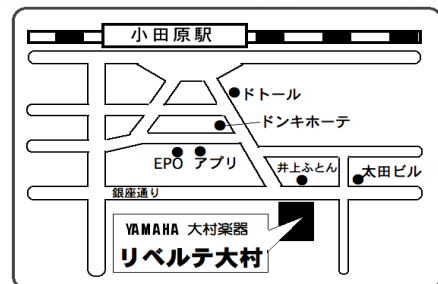 小田原駅
ドトール
ドンキホーテ
EPO アプリ
井上ふとん
太田ビル
銀座通り
YAMAHA 大村楽器
リベルテ大村